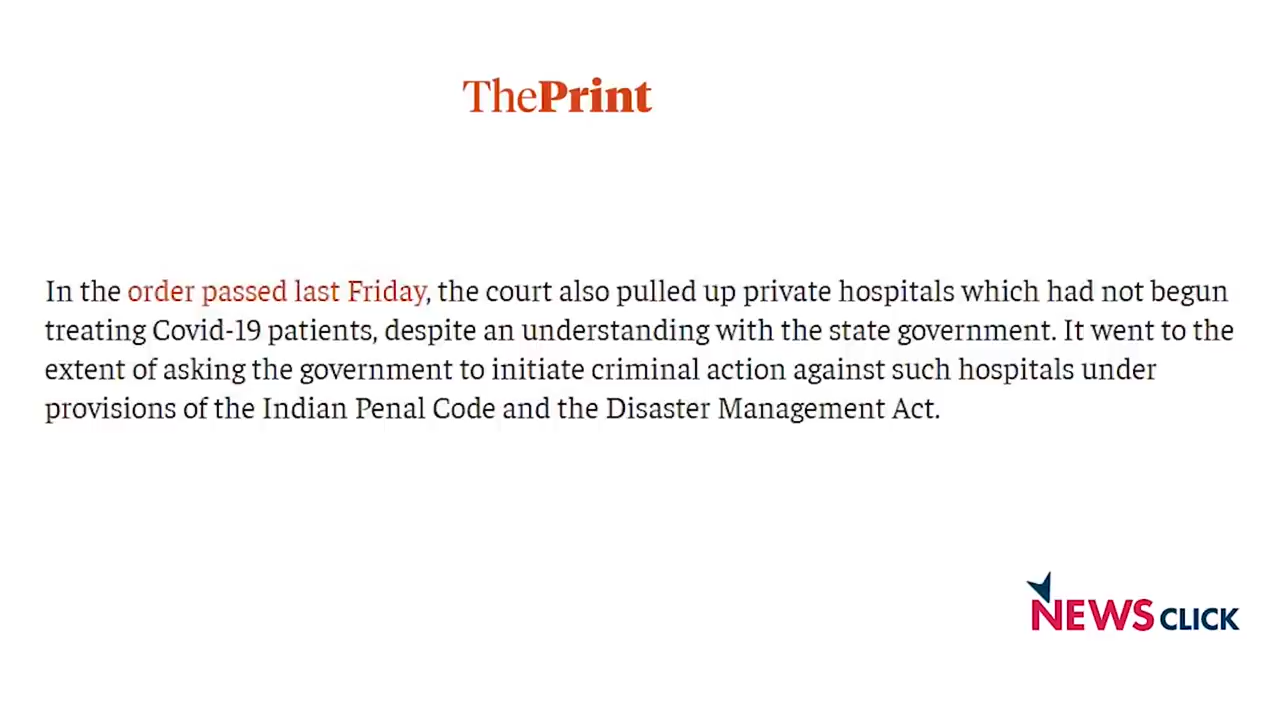 ThePrint
In the order passed last Friday, the court also pulled up private hospitals which had not begun
treating Covid-19 patients, despite an understanding with the state government. It went to the
extent of asking the government to initiate criminal action against such hospitals under
provisions of the Indian Penal Code and the Disaster Management Act.
NEWS CLICK